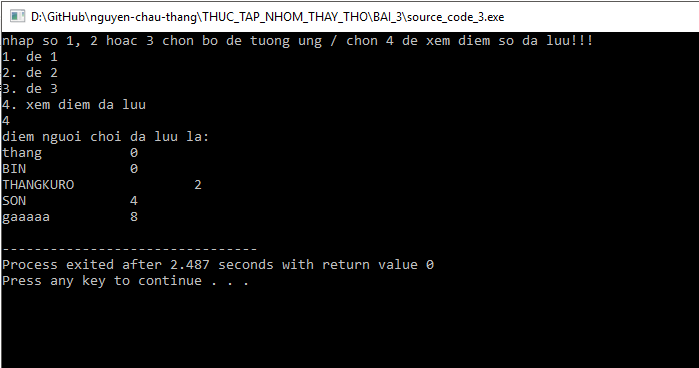 D:\GitHub\nguyen-chau-thang\THUC_TAP_NHOM_THAY_THO\BAI_3\source_code_3.exe
nhap so 1, 2 hoac 3 chon bo de tuong ung / chon 4 de xem diem so da luu!!!
1. de 1
2. de 2
3. de 3
4. xem diem da luu
4
diem nguoi choi da luu la:
thang           0
BIN             0
THANGKURO               2
SON             4
gaaaaa          8
--------------------------------
Process exited after 2.487 seconds with return value 0
Press any key to continue . . .